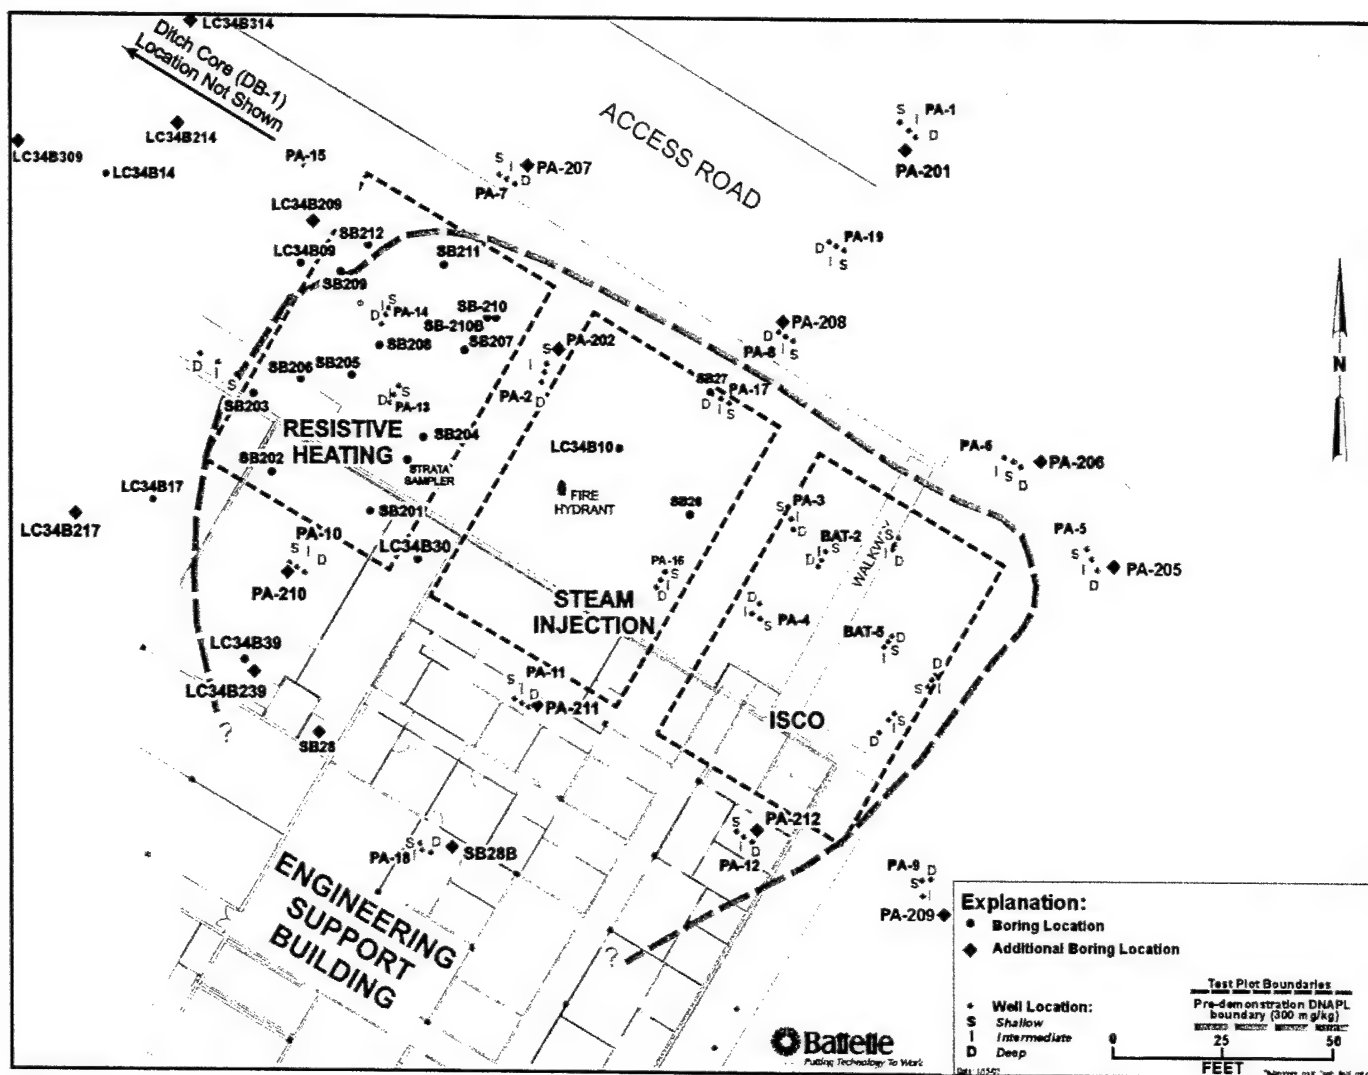 LC34B314
Ditch Core (DB-1)
Location Not Shown
ACCESS ROAD
S
I
D
PA-1
PA-201
LC34B214
LC34B309
LC34B14
PA-15
S
I
D
PA-7
PA-207
LC34B209
SB212
LC34B09
SB209
SB211
D
I
S
PA-19
I
S
D
PA-14
SB-210
SB-210B
SB207
SB208
PA-208
D
I
S
PA-8
S
I
D
PA-202
PA-2
SB206
SB205
SB203
D
I
S
I
S
D
PA-13
SB27
PA-17
D
I
S
N
RESISTIVE
HEATING
SB204
STRATA
SAMPLER
SB202
LC34B10
FIRE
HYDRANT
PA-6
I
S
D
PA-206
LC34B17
LC34B217
SB201
SB26
S
I
D
PA-3
BAT-2
D
I
S
WALKWAY
S
I
PA-5
S
I
D
PA-205
PA-10
S
I
D
PA-210
LC34B30
PA-16
I
S
D
STEAM
INJECTION
D
I
S
PA-4
BAT-5
D
I
S
LC34B39
LC34B239
PA-11
S
I
D
PA-211
D
S
I
ISCO
S
I
D
?
SB28
PA-18
S
D
I
SB28B
S
I
D
PA-12
PA-212
PA-9
D
S
I
PA-209
ENGINEERING
SUPPORT
BUILDING
?
Explanation:
Boring Location
Additional Boring Location
Well Location:
S Shallow
I Intermediate
D Deep
Test Plot Boundaries
Pre-demonstration DNAPL
boundary (300 mg/kg)
0 25 50
FEET
Battelle
Putting Technology To Work